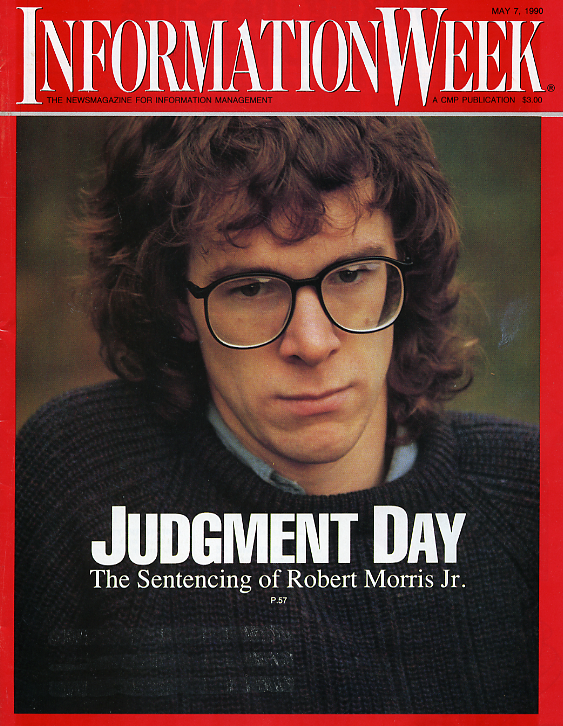 MAY 7, 1990
INFORMATIONWEEK®
THE NEWSMAGAZINE FOR INFORMATION MANAGEMENT A CMP PUBLICATION $3.00
JUDGMENT DAY
The Sentencing of Robert Morris Jr.
P.57